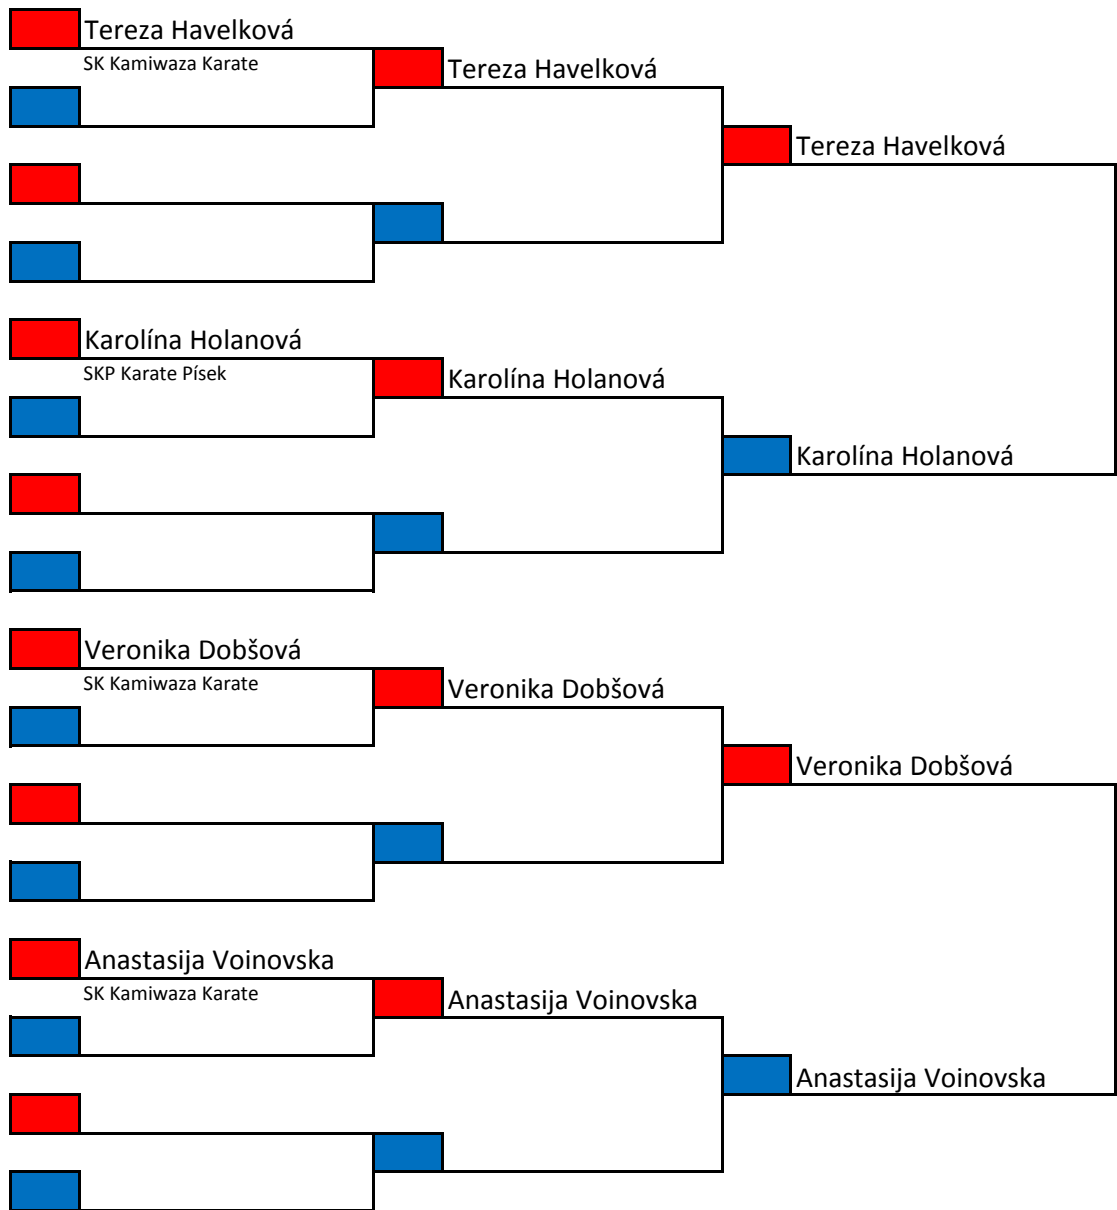 Tereza Havelková
SK Kamiwaza Karate
Tereza Havelková
Tereza Havelková
Karolína Holanová
SKP Karate Písek
Karolína Holanová
Karolína Holanová
Veronika Dobšová
SK Kamiwaza Karate
Veronika Dobšová
Veronika Dobšová
Anastasija Voinovska
SK Kamiwaza Karate
Anastasija Voinovska
Anastasija Voinovska